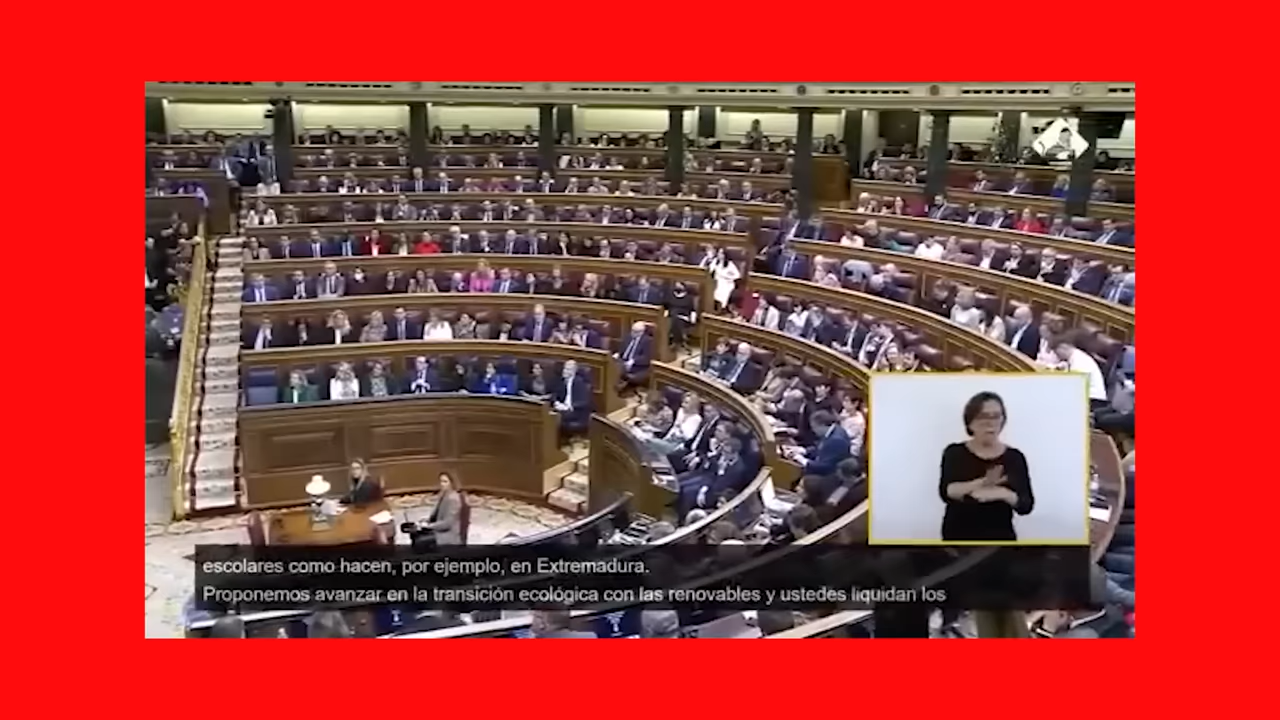 escolares como hacen, por ejemplo, en Extremadura.
Proponemos avanzar en la transición ecológica con las renovables y ustedes liquidan los